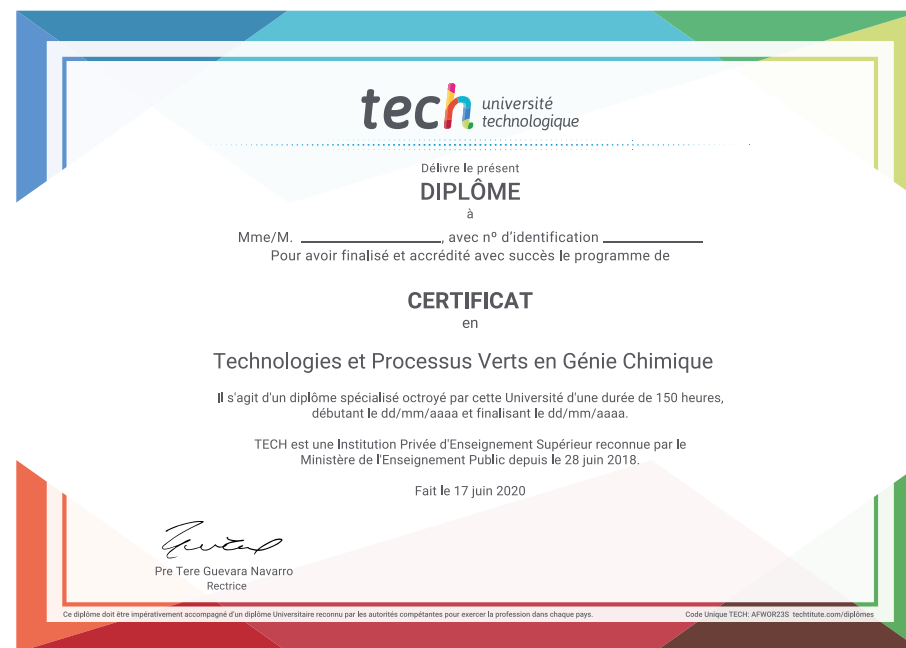 tech université
technologique
Délivre le présent
DIPLÔME
à
Mme/M. ____________________, avec nº d'identification ______________
Pour avoir finalisé et accrédité avec succès le programme de
CERTIFICAT
en
Technologies et Processus Verts en Génie Chimique
Il s'agit d'un diplôme spécialisé octroyé par cette Université d'une durée de 150 heures,
débutant le dd/mm/aaaa et finalisant le dd/mm/aaaa.
TECH est une Institution Privée d'Enseignement Supérieur reconnue par le
Ministère de l'Enseignement Public depuis le 28 juin 2018.
Fait le 17 juin 2020
Pre Tere Guevara Navarro
Rectrice
Ce diplôme doit être impérativement accompagné d'un diplôme Universitaire reconnu par les autorités compétentes pour exercer la profession dans chaque pays.
Code Unique TECH: AFWOR23S techtitute.com/diplômes